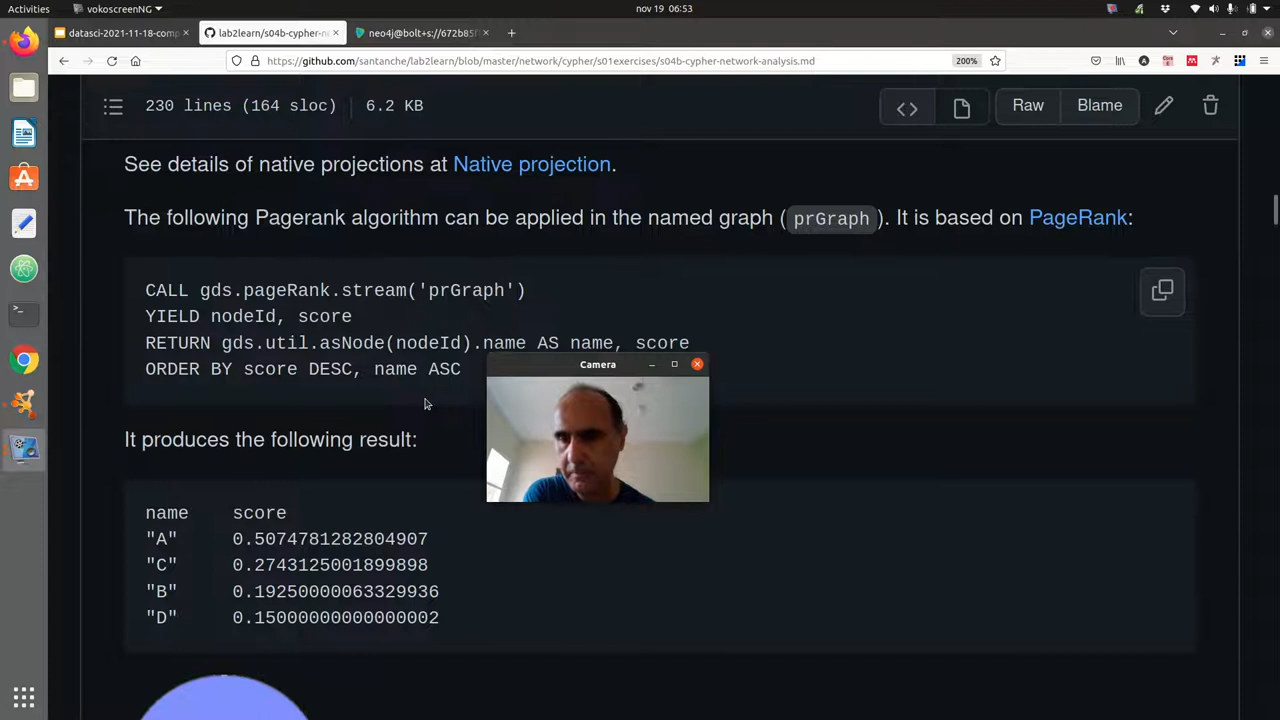 Activities
vokoscreenNG
nov 19 06:53
datasci-2021-11-18-comp
lab2learn/s04b-cypher-ne
neo4j@bolt+s://672b85f
https://github.com/santanche/lab2learn/blob/master/network/cypher/s01exercises/s04b-cypher-network-analysis.md
200%
230 lines (164 sloc) | 6.2 KB
Raw
Blame
See details of native projections at Native projection.
The following Pagerank algorithm can be applied in the named graph ( prGraph ). It is based on PageRank:
CALL gds.pageRank.stream('prGraph')
YIELD nodeId, score
RETURN gds.util.asNode(nodeId).name AS name, score
ORDER BY score DESC, name ASC
Camera
It produces the following result:
name score
"A" 0.5074781282804907
"C" 0.2743125001899898
"B" 0.19250000063329936
"D" 0.15000000000000002